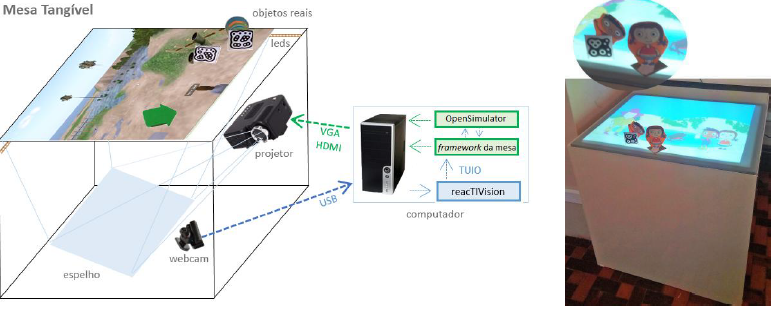 Mesa Tangível
objetos reais
leds
projetor
VGA
HDMI
USB
webcam
espelho
OpenSimulator
framework da mesa
TUIO
reacTIVision
computador